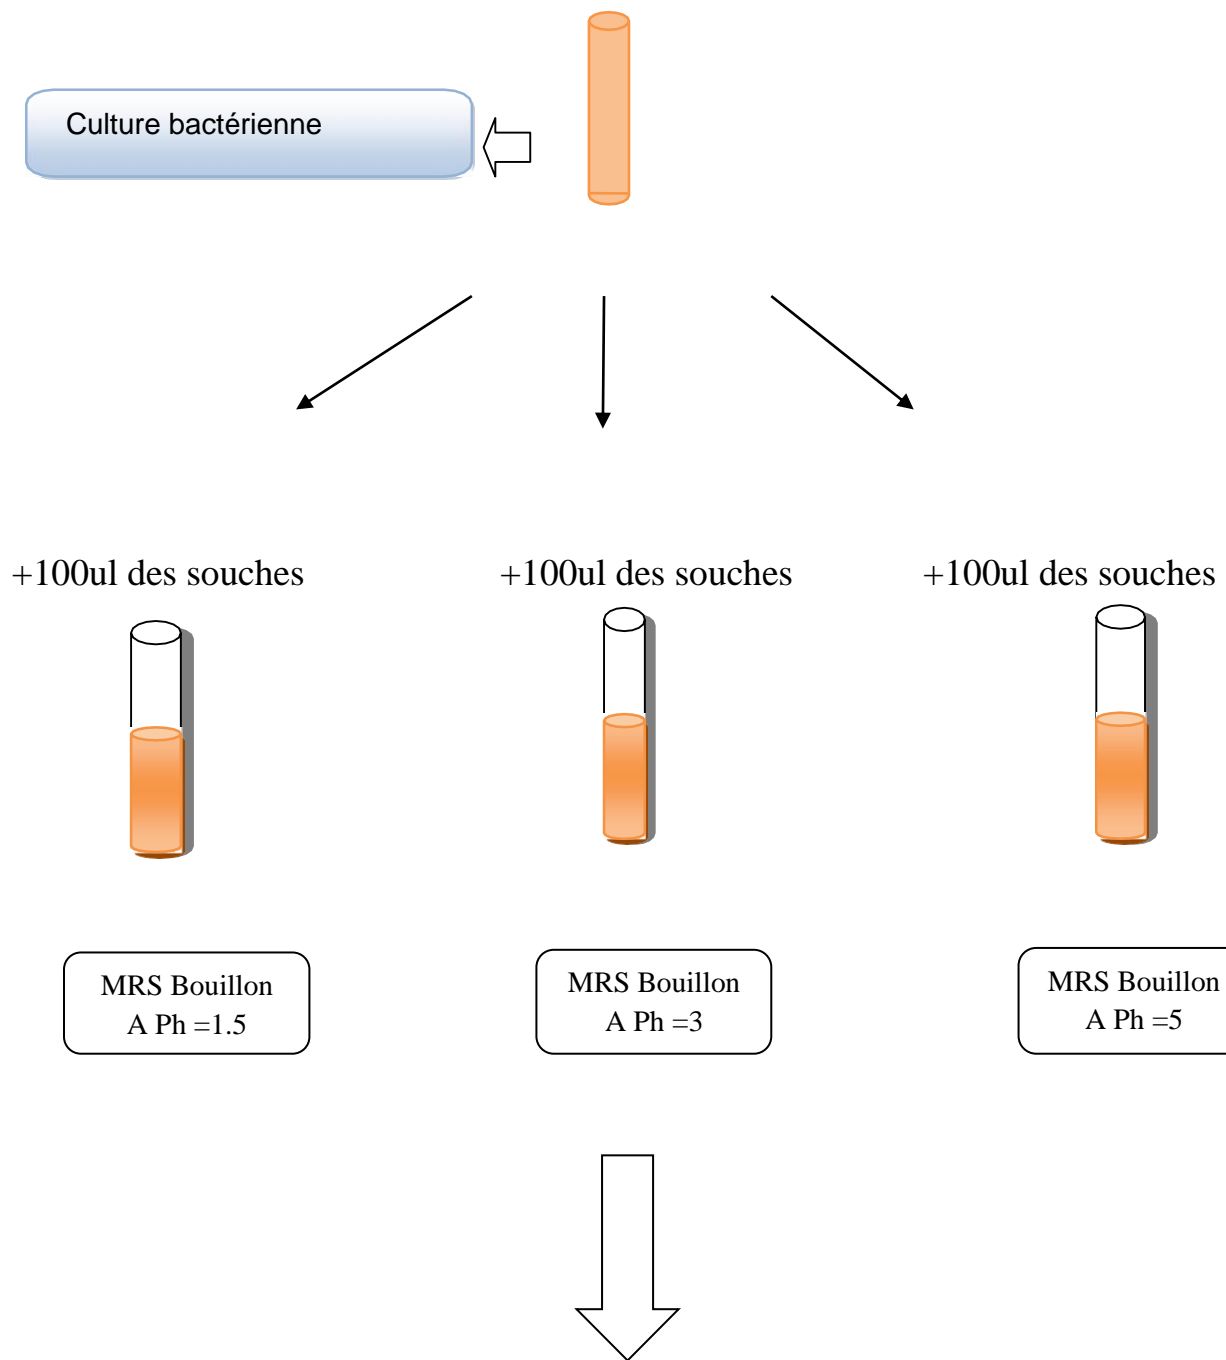 Culture bactérienne
+100ul des souches
+100ul des souches
+100ul des souches
MRS Bouillon
A Ph =1.5
MRS Bouillon
A Ph =3
MRS Bouillon
A Ph =5